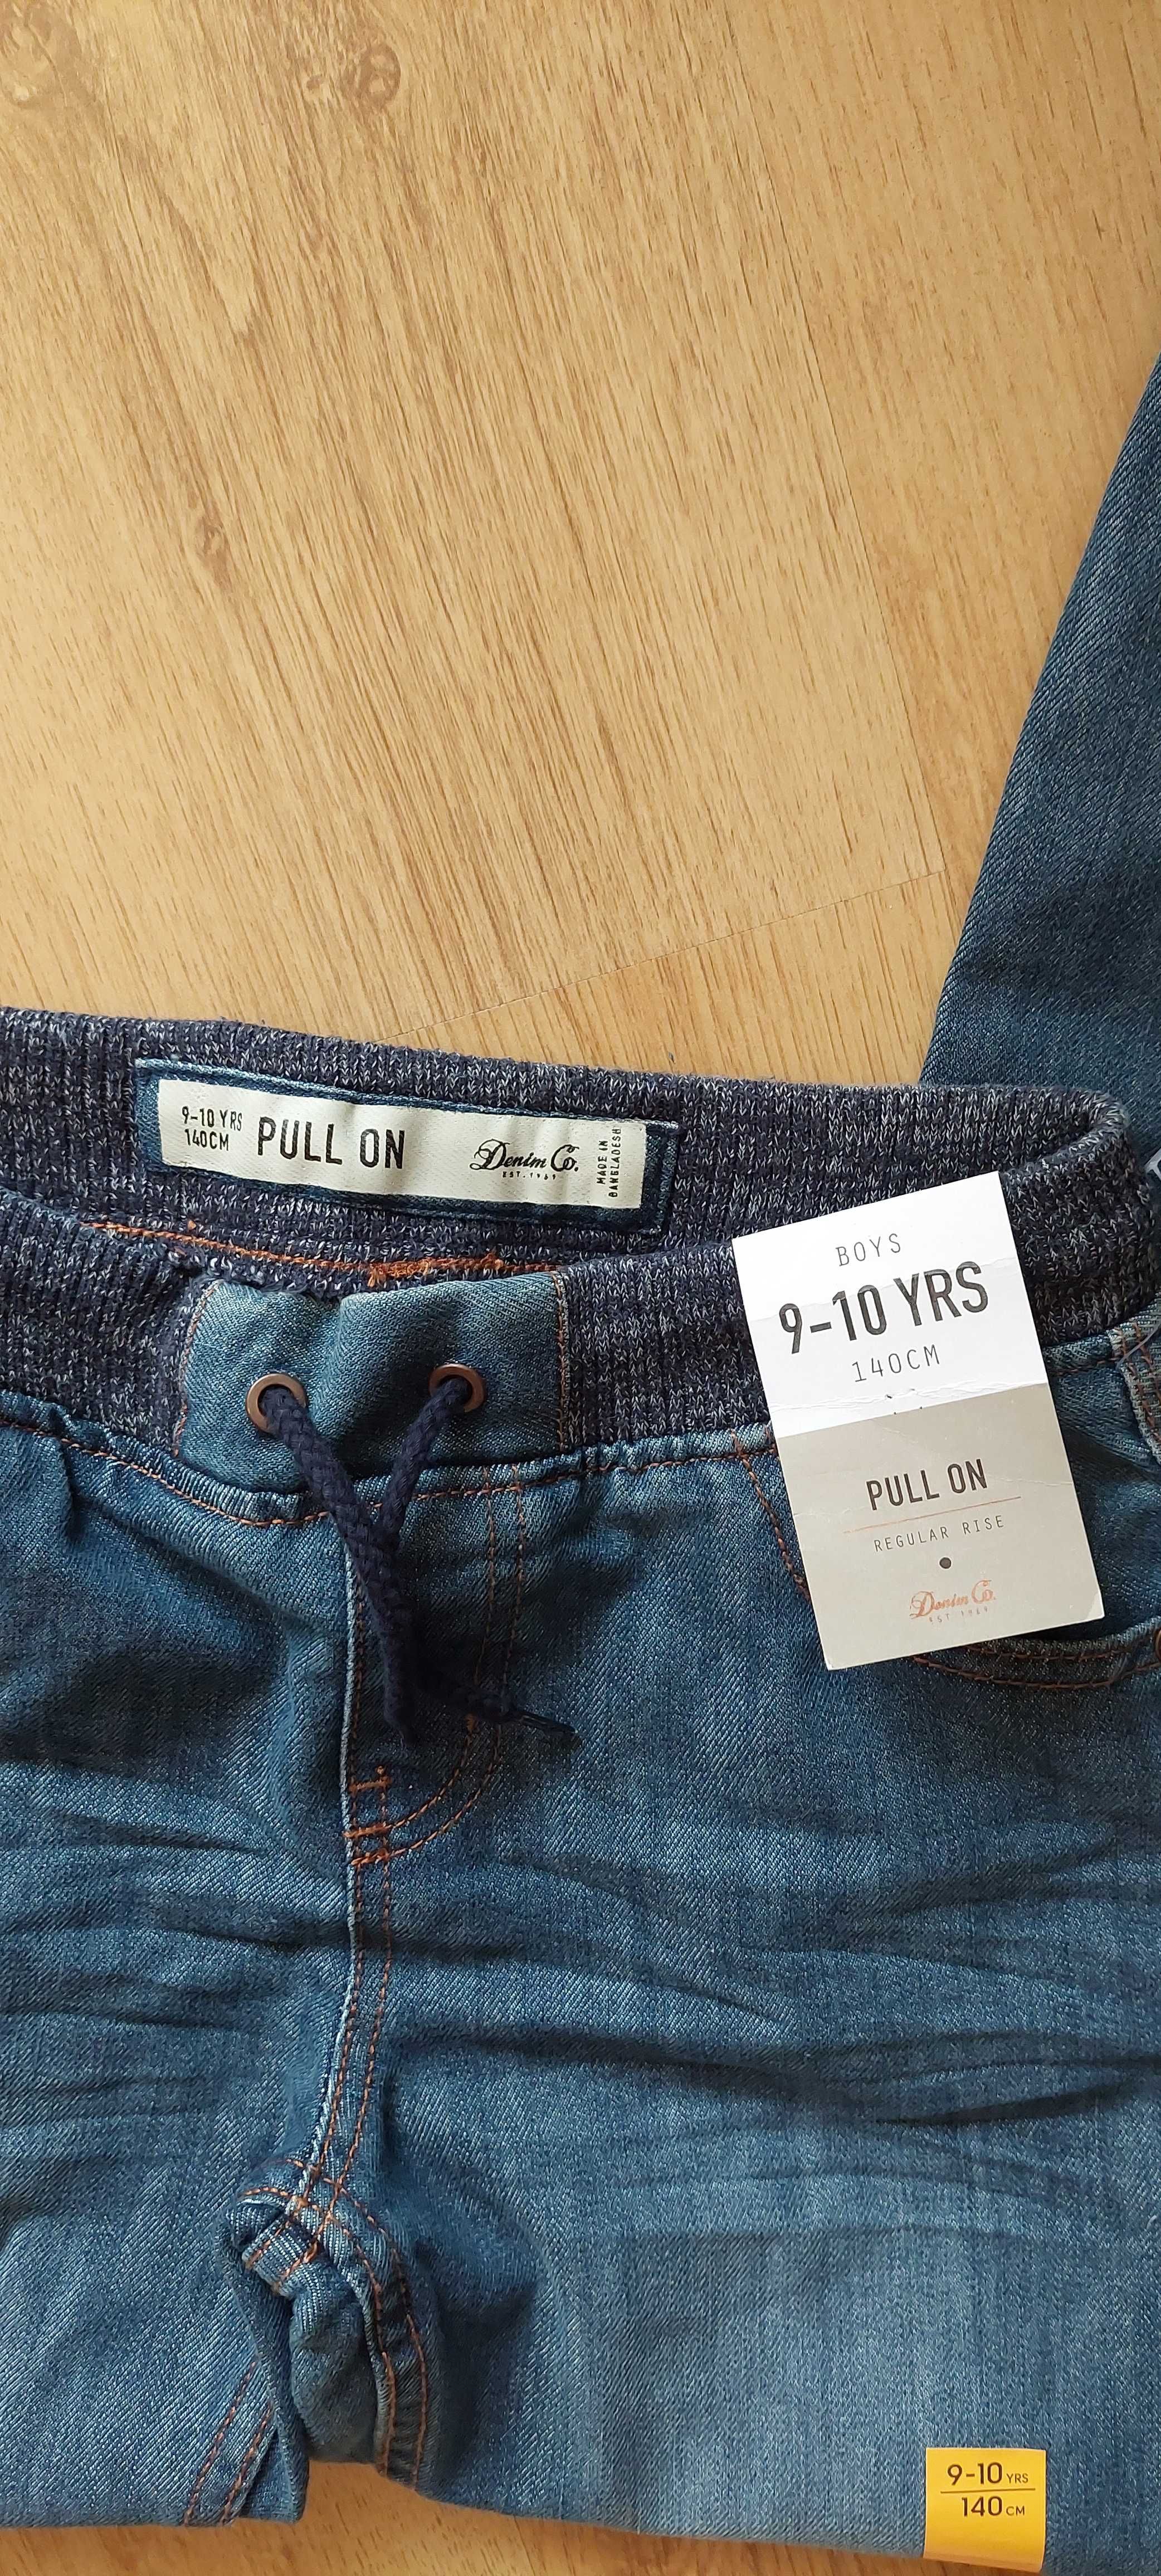 9-10 YRS
140CM
PULL ON
Denim Co.
EST. 1969
MADE IN
BANGLADESH
BOYS
9-10 YRS
140CM
PULL ON
REGULAR RISE
Denim Co.
EST 1969
9-10 YRS
140 CM